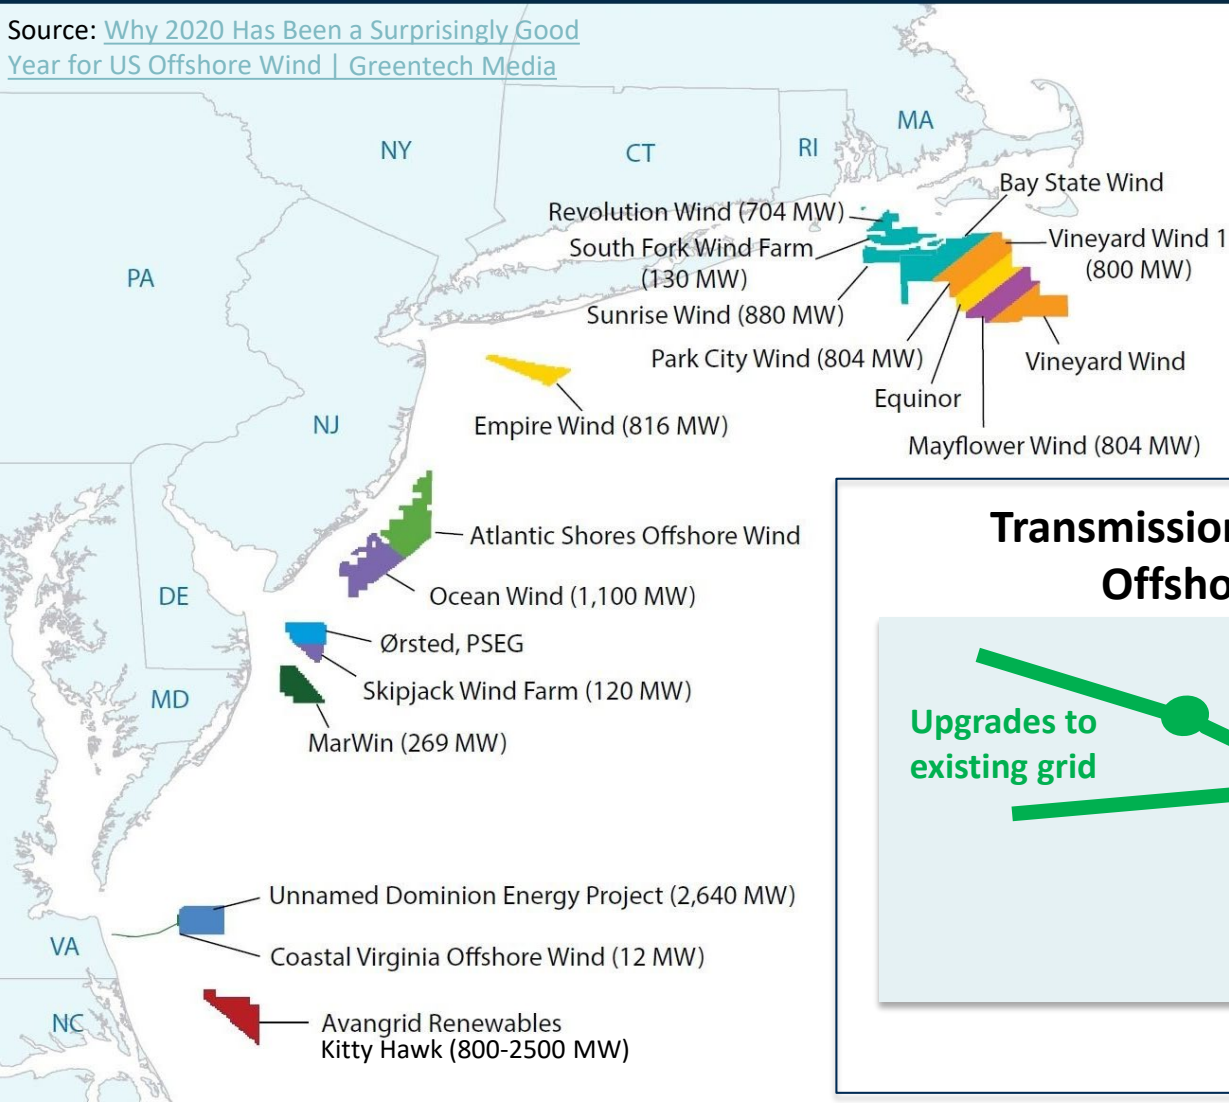 Source: Why 2020 Has Been a Surprisingly Good
Year for US Offshore Wind | Greentech Media
MA
NY
CT
RI
Bay State Wind
Revolution Wind (704 MW)
South Fork Wind Farm
(130 MW)
Vineyard Wind 1
(800 MW)
PA
Sunrise Wind (880 MW)
Park City Wind (804 MW)
Vineyard Wind
Equinor
Mayflower Wind (804 MW)
NJ
Empire Wind (816 MW)
Atlantic Shores Offshore Wind
Ocean Wind (1,100 MW)
DE
Ørsted, PSEG
Skipjack Wind Farm (120 MW)
MD
MarWin (269 MW)
Unnamed Dominion Energy Project (2,640 MW)
VA
Coastal Virginia Offshore Wind (12 MW)
NC
Avangrid Renewables
Kitty Hawk (800-2500 MW)
Transmission
Offsho
Upgrades to
existing grid